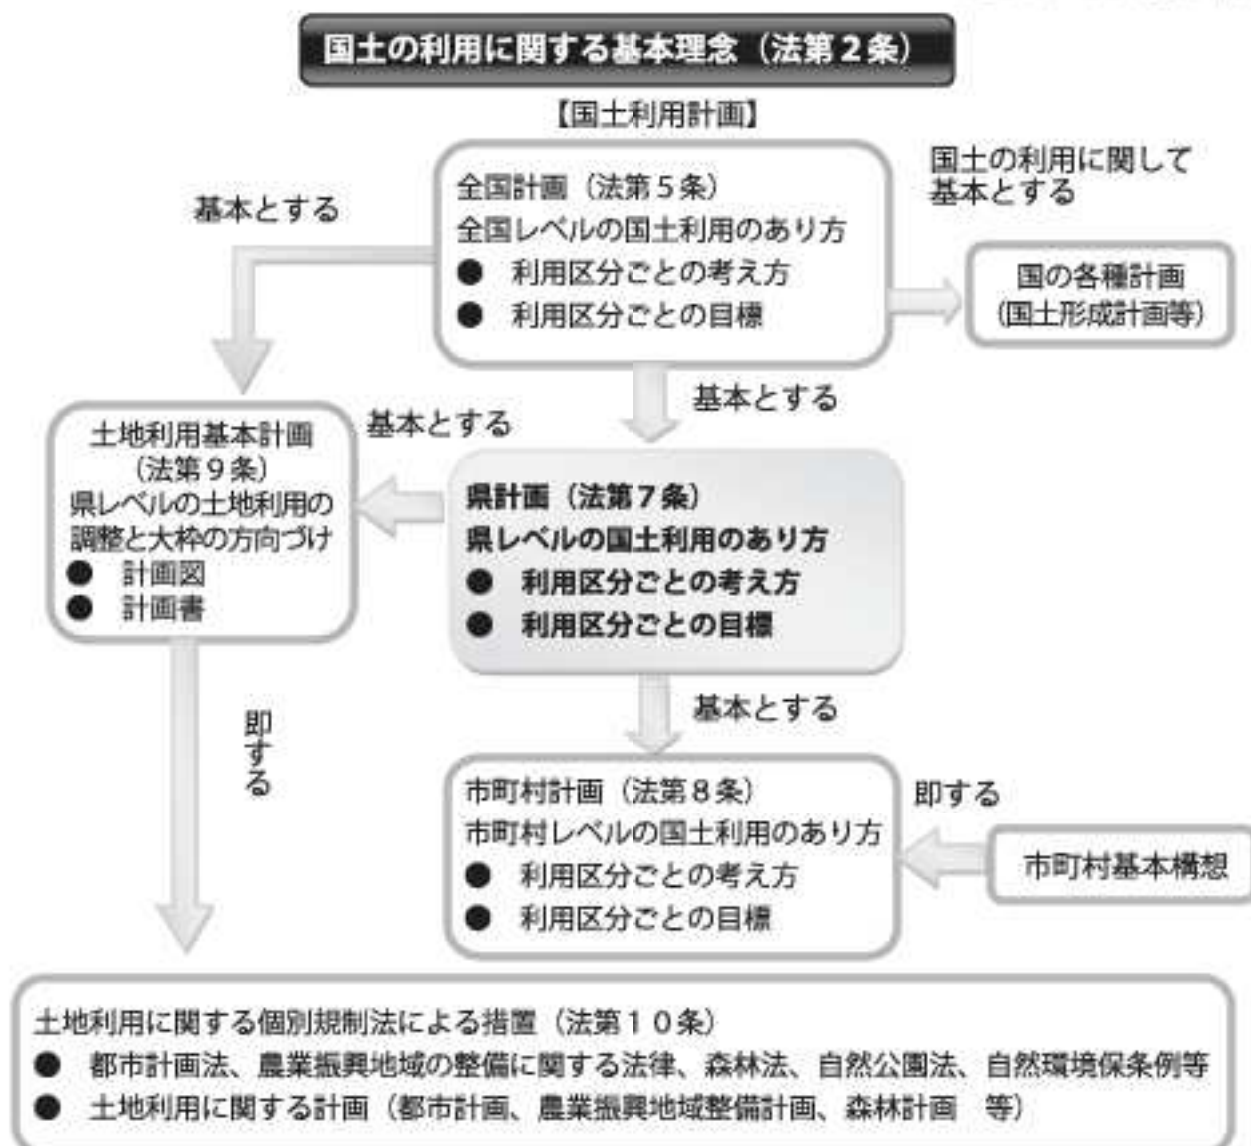 国土の利用に関する基本理念（法第２条）
【国土利用計画】
全国計画（法第５条）
全国レベルの国土利用のあり方
● 利用区分ごとの考え方
● 利用区分ごとの目標
国土の利用に関して
基本とする
国の各種計画
（国土形成計画等）
基本とする
基本とする
基本とする
土地利用基本計画
（法第９条）
県レベルの土地利用の
調整と大枠の方向づけ
● 計画図
● 計画書
県計画（法第７条）
県レベルの国土利用のあり方
● 利用区分ごとの考え方
● 利用区分ごとの目標
基本とする
即する
市町村計画（法第８条）
市町村レベルの国土利用のあり方
● 利用区分ごとの考え方
● 利用区分ごとの目標
即する
市町村基本構想
土地利用に関する個別規制法による措置（法第１０条）
● 都市計画法、農業振興地域の整備に関する法律、森林法、自然公園法、自然環境保条例等
● 土地利用に関する計画（都市計画、農業振興地域整備計画、森林計画　等）